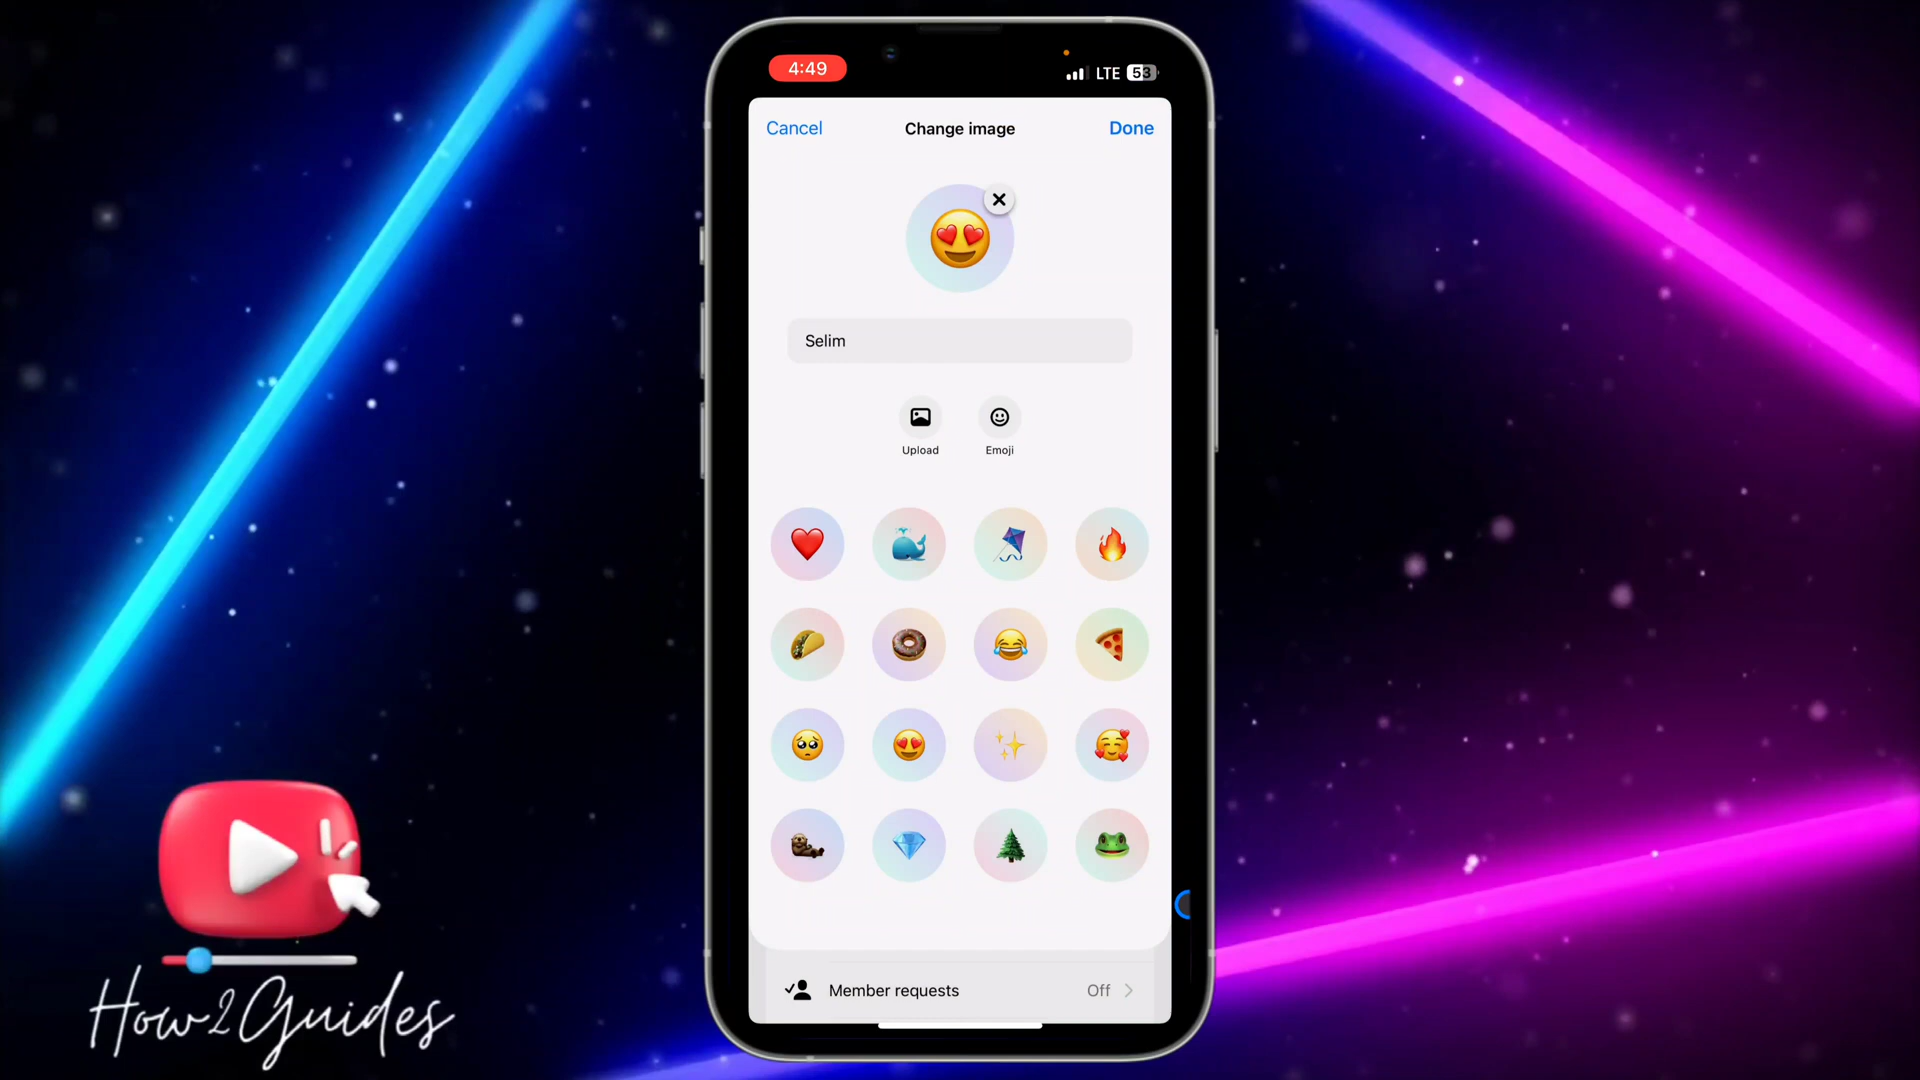 4:49
LTE 53
Cancel
Change image
Done
Selim
Upload
Emoji
Member requests
Off
How2Guides